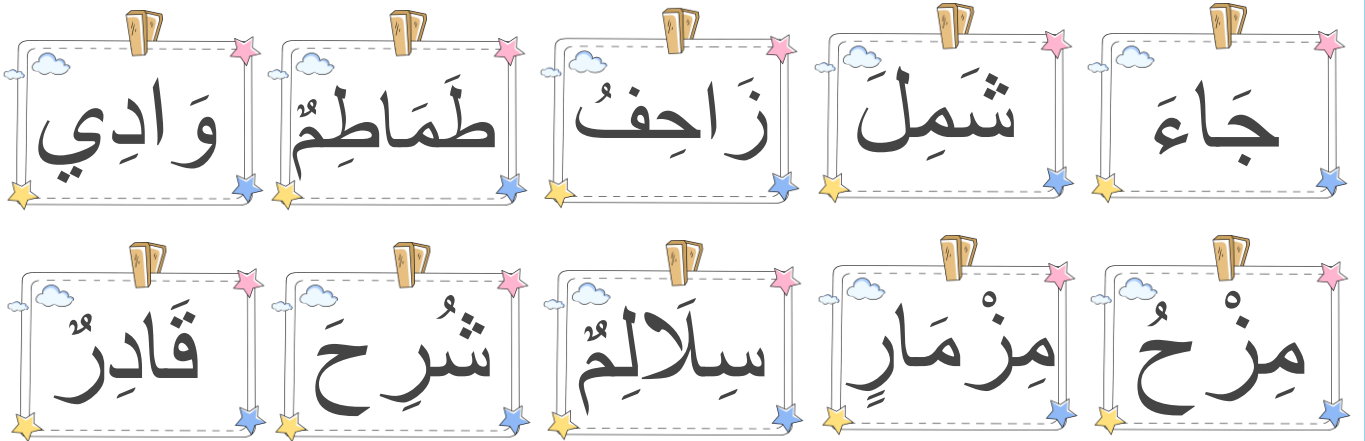 جَاءَ شَمِلَ زَاحِفُ طَمَاطِمٌ وَادِي
مِزْحُ مِزْمَارٍ سِلَالِمٌ شُرِحَ قَادِرٌ